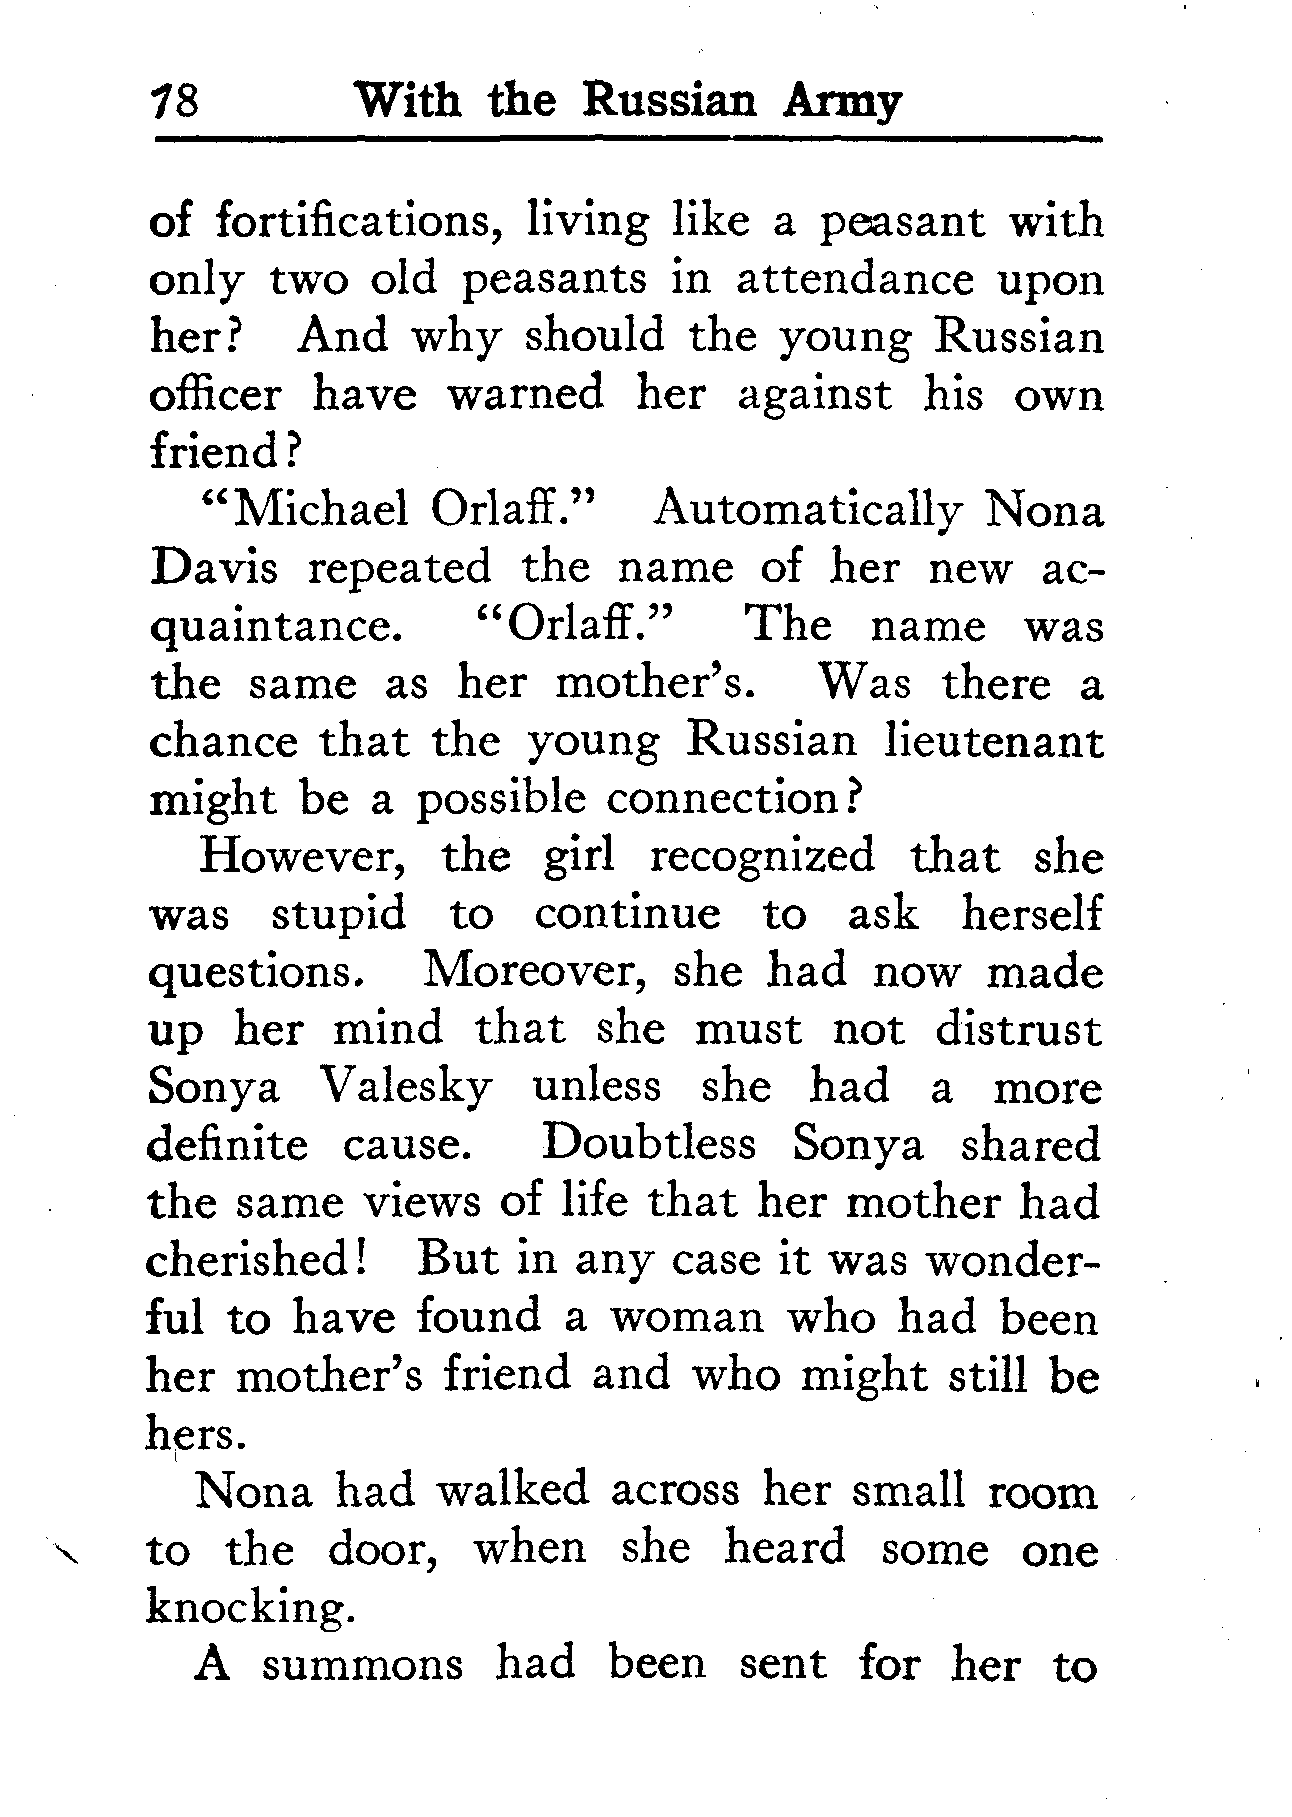 78 With the Russian Army
of fortifications, living like a peasant with
only two old peasants in attendance upon
her? And why should the young Russian
officer have warned her against his own
friend?
“Michael Orlaff.” Automatically Nona
Davis repeated the name of her new ac-
quaintance. “Orlaff.” The name was
the same as her mother’s. Was there a
chance that the young Russian lieutenant
might be a possible connection?
However, the girl recognized that she
was stupid to continue to ask herself
questions. Moreover, she had now made
up her mind that she must not distrust
Sonya Valesky unless she had a more
definite cause. Doubtless Sonya shared
the same views of life that her mother had
cherished! But in any case it was wonder-
ful to have found a woman who had been
her mother’s friend and who might still be
hers.
Nona had walked across her small room
to the door, when she heard some one
knocking.
A summons had been sent for her to